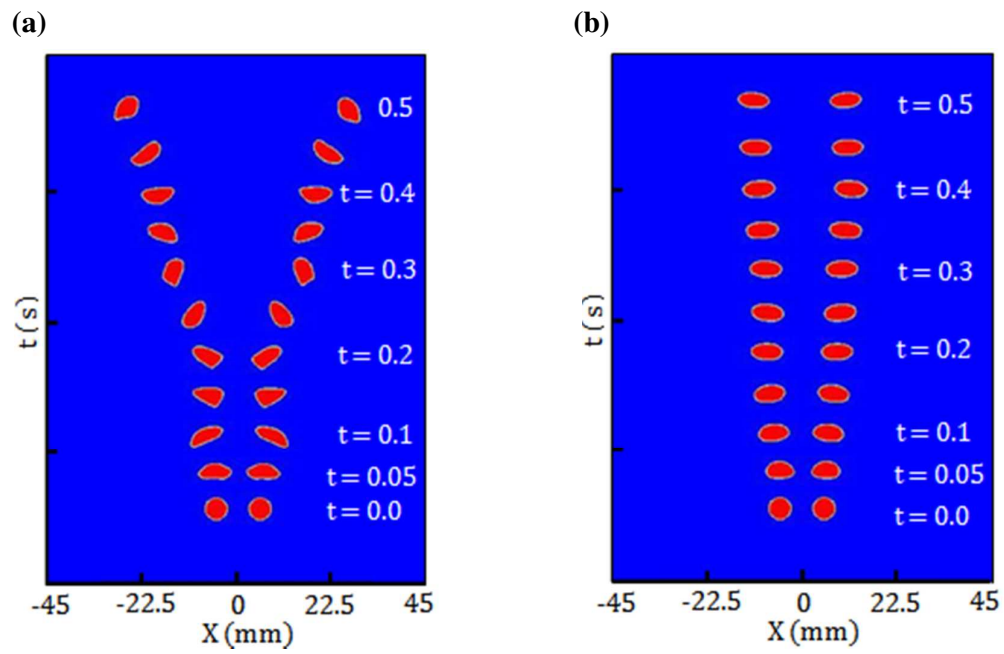 (a)
0.5
t = 0.4
t = 0.3
t = 0.2
t = 0.1
t = 0.05
t = 0.0
t (s)
-45 -22.5 0 22.5 45
X (mm)
(b)
t = 0.5
t = 0.4
t = 0.3
t = 0.2
t = 0.1
t = 0.05
t = 0.0
t (s)
-45 -22.5 0 22.5 45
X (mm)